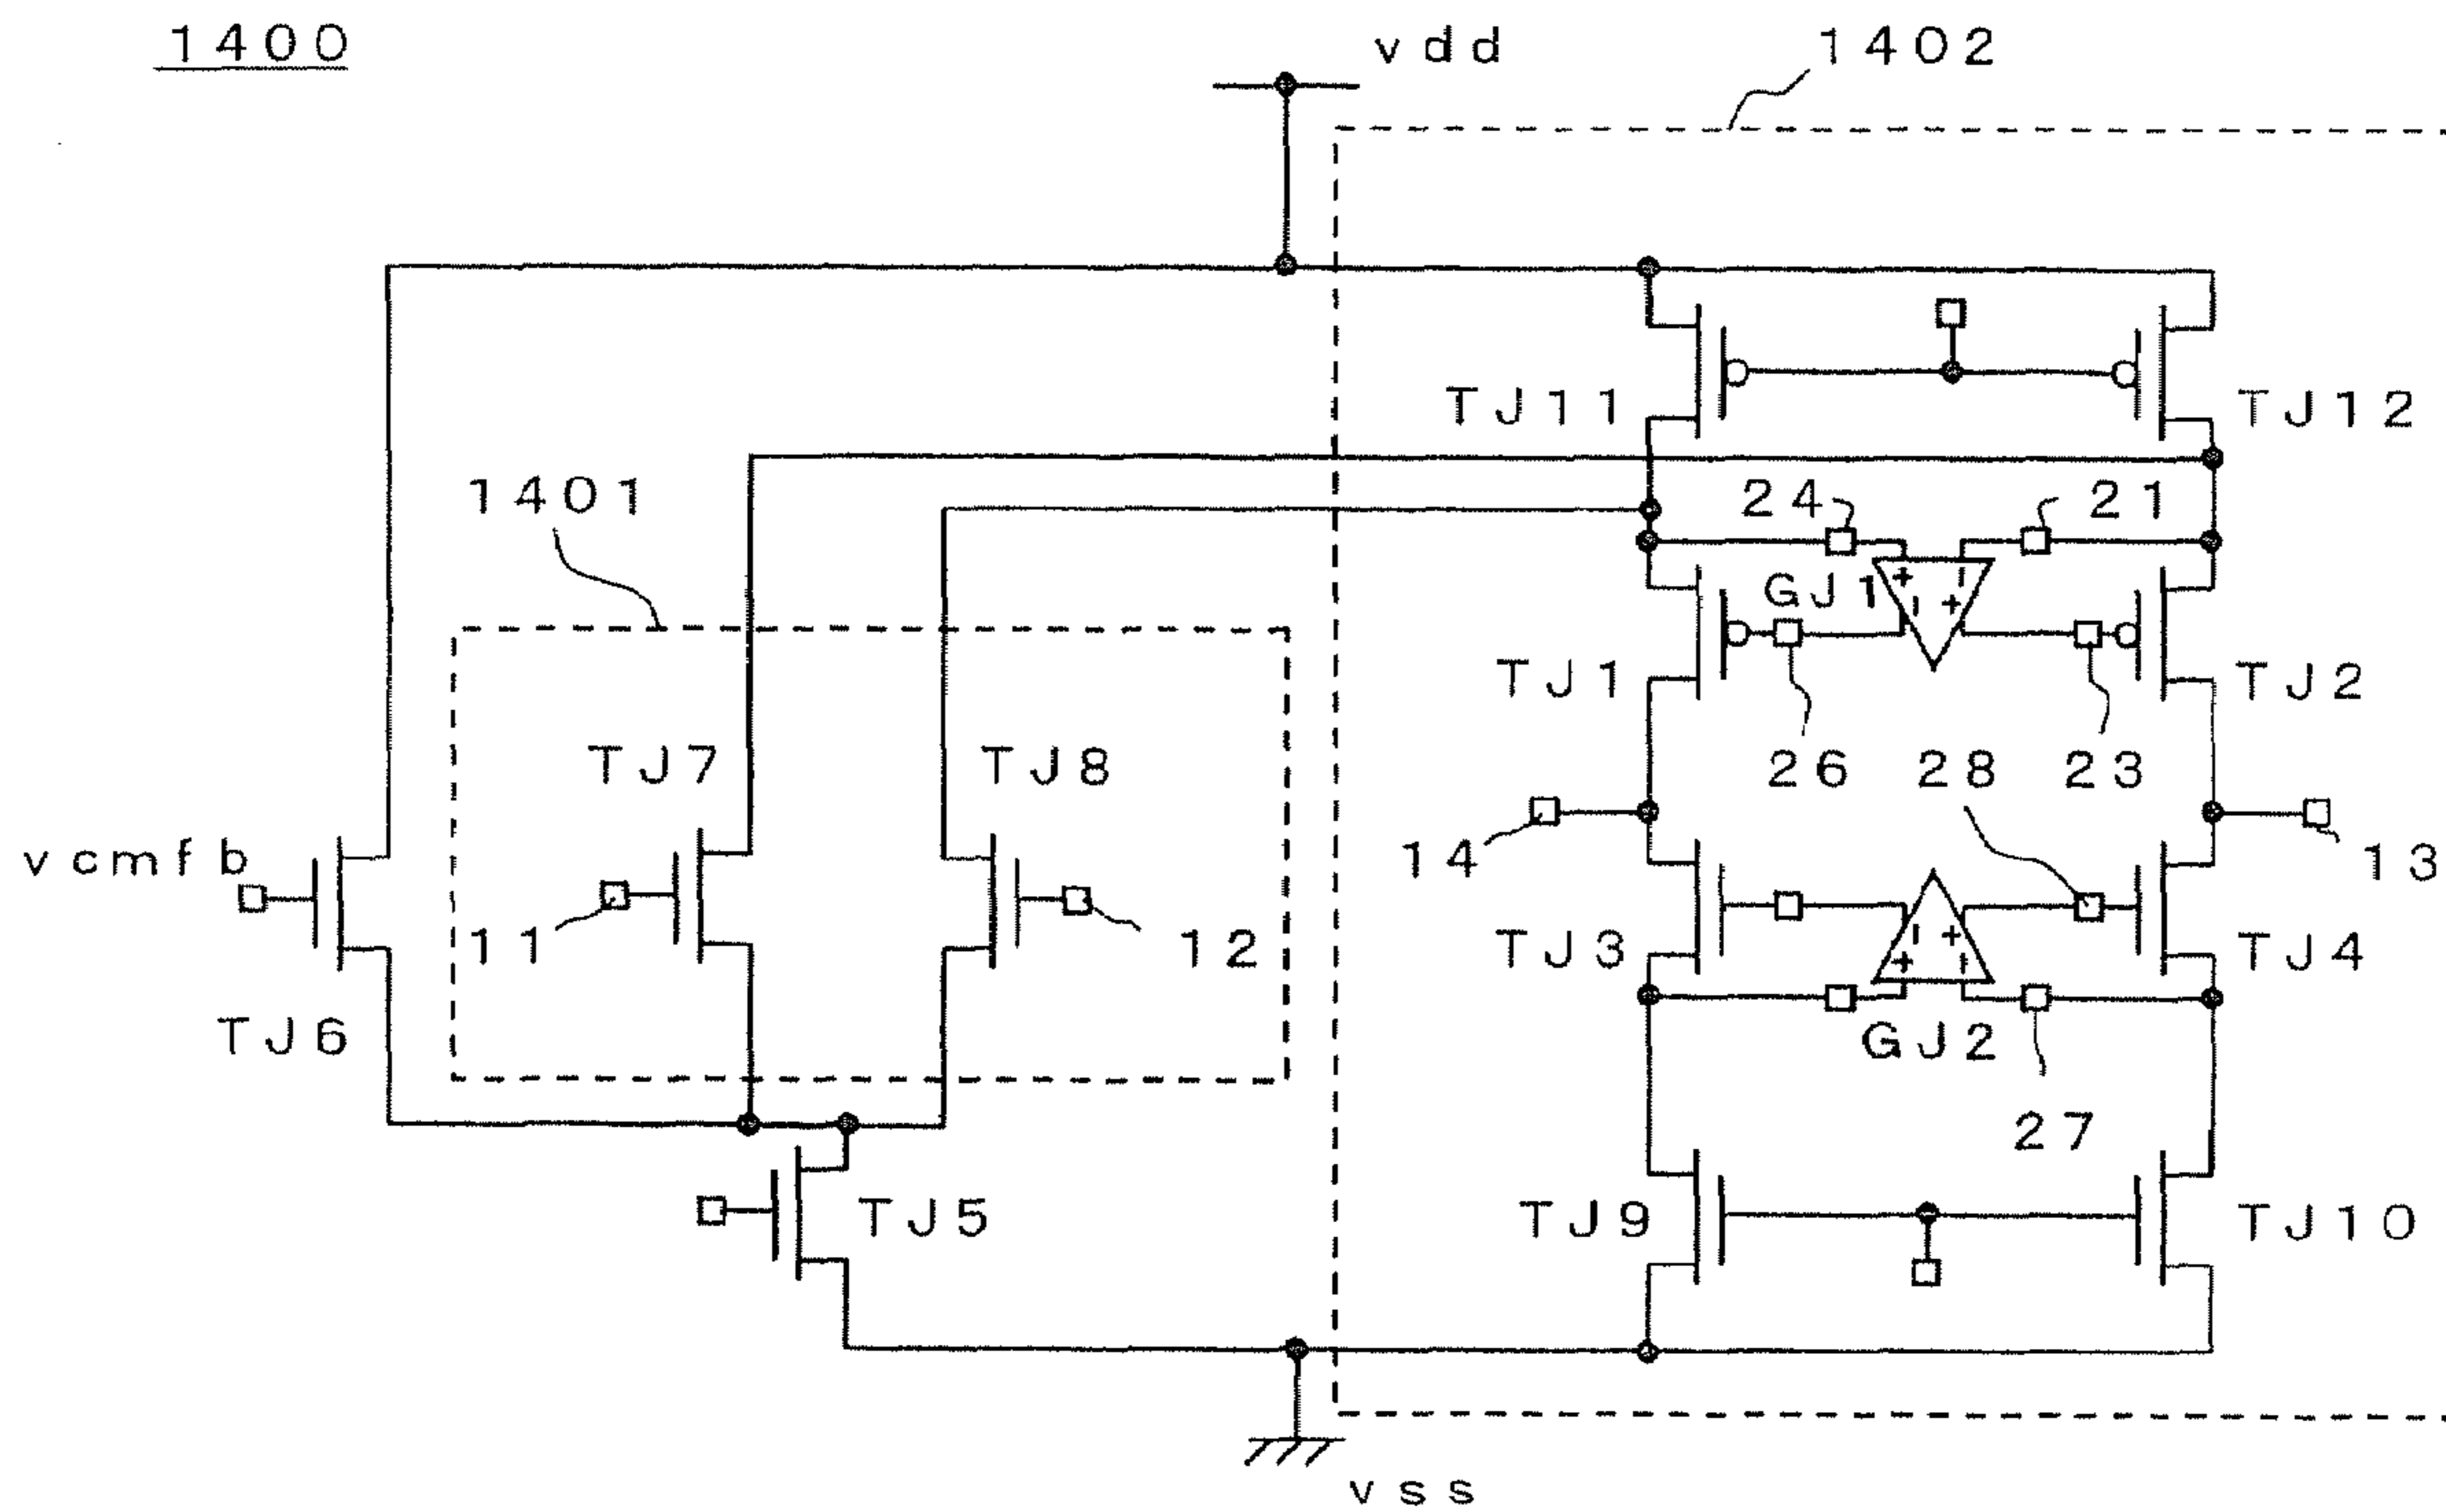 1400
vdd
1402
TJ11
TJ12
1401
24
21
GJ1
+ -
- +
TJ1
TJ2
TJ7
TJ8
26
28
23
vcmfb
14
13
11
12
- +
+ -
TJ3
TJ4
TJ6
GJ2
27
TJ5
TJ9
TJ10
vss